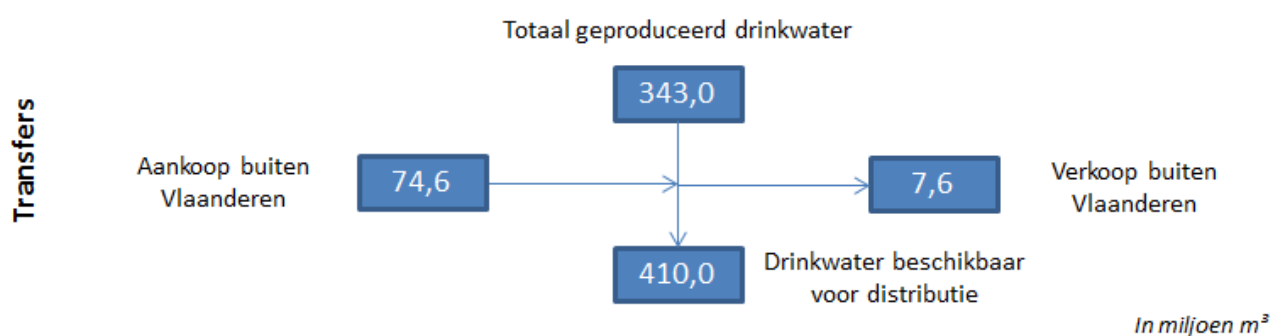 Totaal geproduceerd drinkwater
343,0
Transfers
Aankoop buiten
Vlaanderen
74,6
7,6
Verkoop buiten
Vlaanderen
410,0
Drinkwater beschikbaar
voor distributie
In miljoen m³